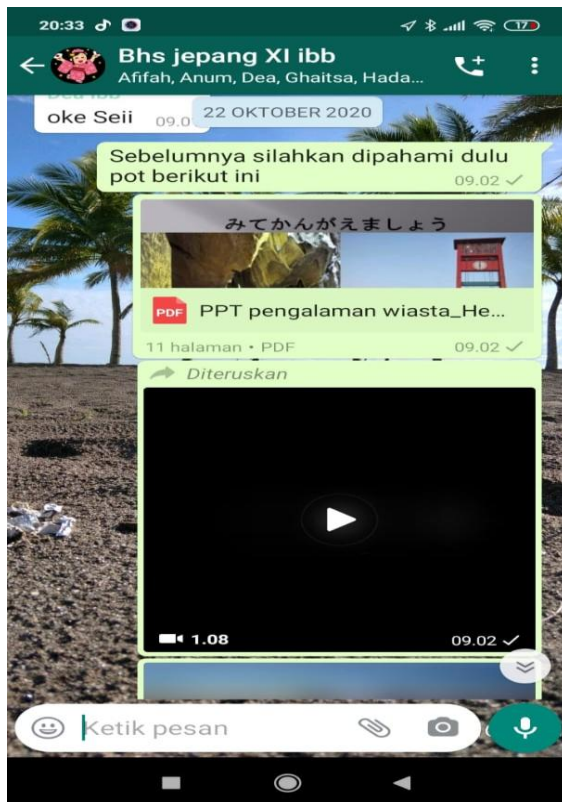 20:33
17
Bhs jepang XI ibb
Afifah, Anum, Dea, Ghaitsa, Hada...
oke Seii
22 OKTOBER 2020
Sebelumnya silahkan dipahami dulu
pot berikut ini
09.02
みてかんがえましょう
PDF
PPT pengalaman wiasta_He...
11 halaman • PDF
09.02
Diteruskan
1.08
09.02
Ketik pesan